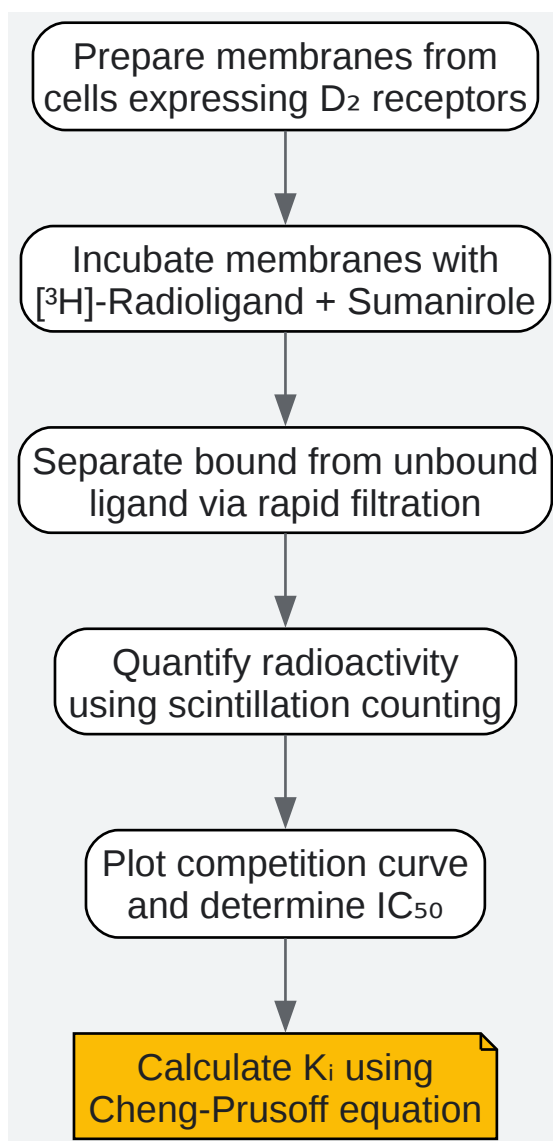 Prepare membranes from
cells expressing D₂ receptors
Incubate membranes with
[³H]-Radioligand + Sumanirole
Separate bound from unbound
ligand via rapid filtration
Quantify radioactivity
using scintillation counting
Plot competition curve
and determine IC₅₀
Calculate Kᵢ using
Cheng-Prusoff equation